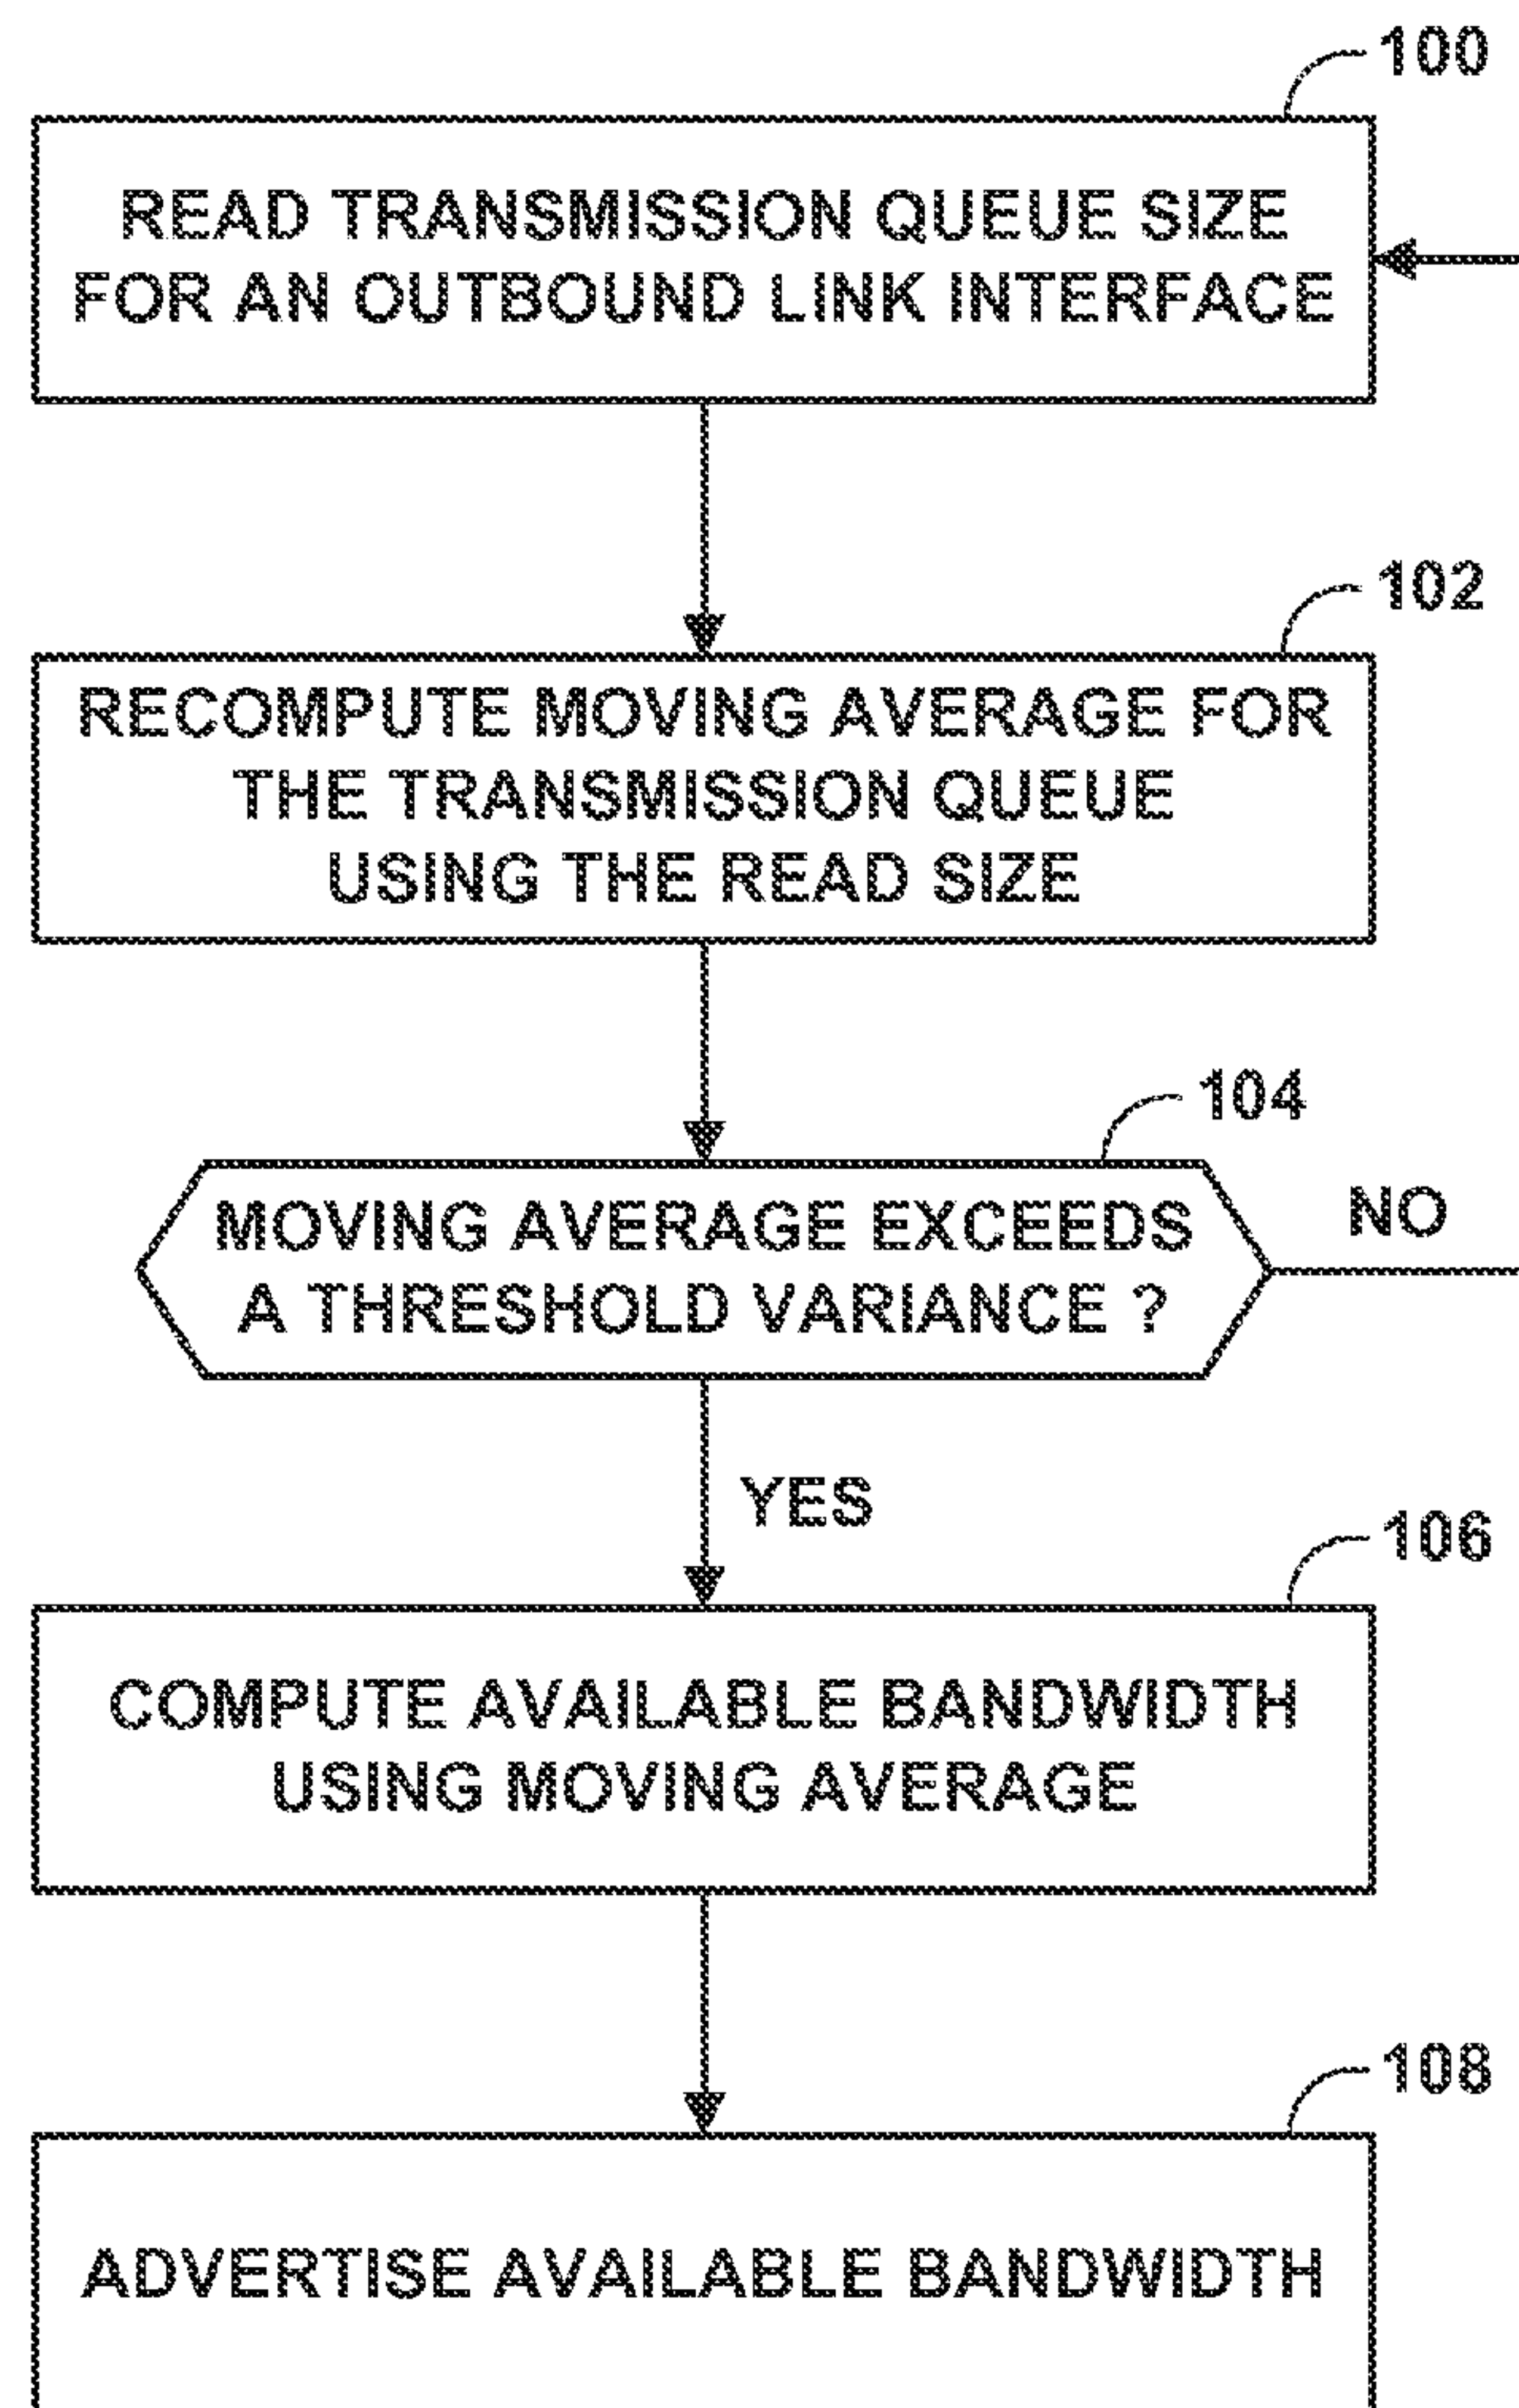 100
READ TRANSMISSION QUEUE SIZE
FOR AN OUTBOUND LINK INTERFACE
102
RECOMPUTE MOVING AVERAGE FOR
THE TRANSMISSION QUEUE
USING THE READ SIZE
104
MOVING AVERAGE EXCEEDS
A THRESHOLD VARIANCE ?
NO
YES
106
COMPUTE AVAILABLE BANDWIDTH
USING MOVING AVERAGE
108
ADVERTISE AVAILABLE BANDWIDTH